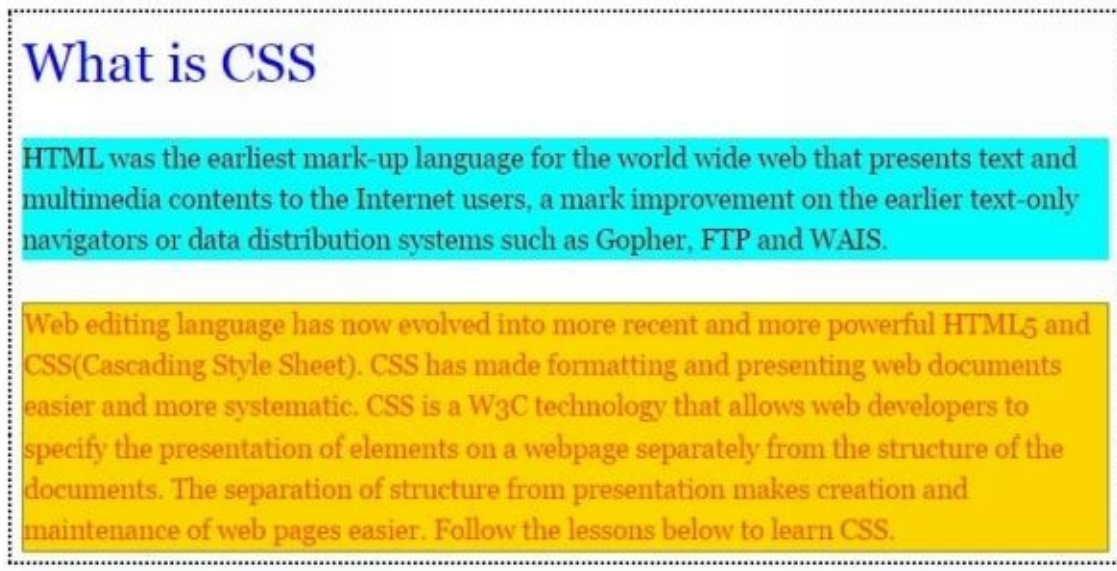 What is CSS
HTML was the earliest mark-up language for the world wide web that presents text and
multimedia contents to the Internet users, a mark improvement on the earlier text-only
navigators or data distribution systems such as Gopher, FTP and WAIS.
Web editing language has now evolved into more recent and more powerful HTML5 and
CSS(Cascading Style Sheet). CSS has made formatting and presenting web documents
easier and more systematic. CSS is a W3C technology that allows web developers to
specify the presentation of elements on a webpage separately from the structure of the
documents. The separation of structure from presentation makes creation and
maintenance of web pages easier. Follow the lessons below to learn CSS.